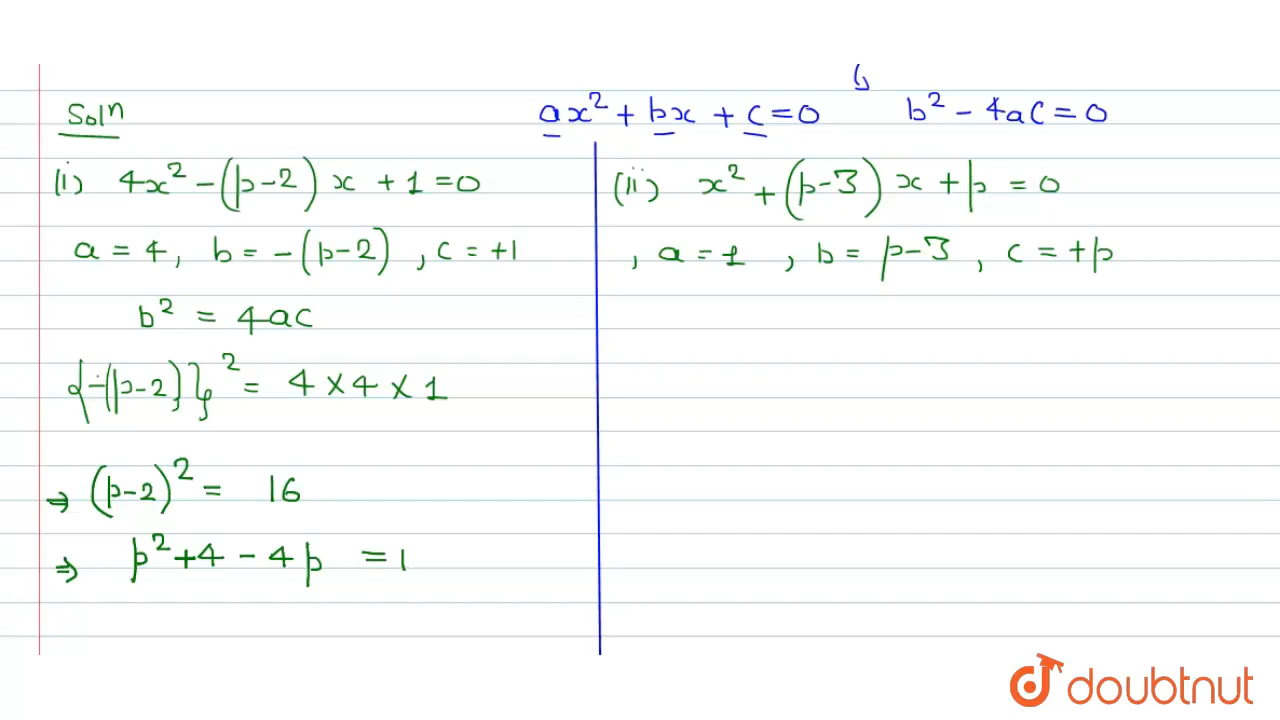 Solⁿ
ax² + bx + c = 0 b² - 4ac = 0
(i) 4x² - (p-2) x + 1 = 0
a = 4, b = -(p-2), c = +1
b² = 4ac
{-(p-2)}² = 4 × 4 × 1
⇒ (p-2)² = 16
⇒ p² + 4 - 4p = 1
(ii) x² + (p-3) x + p = 0
, a = 1 , b = p-3 , c = +p
doubtnut